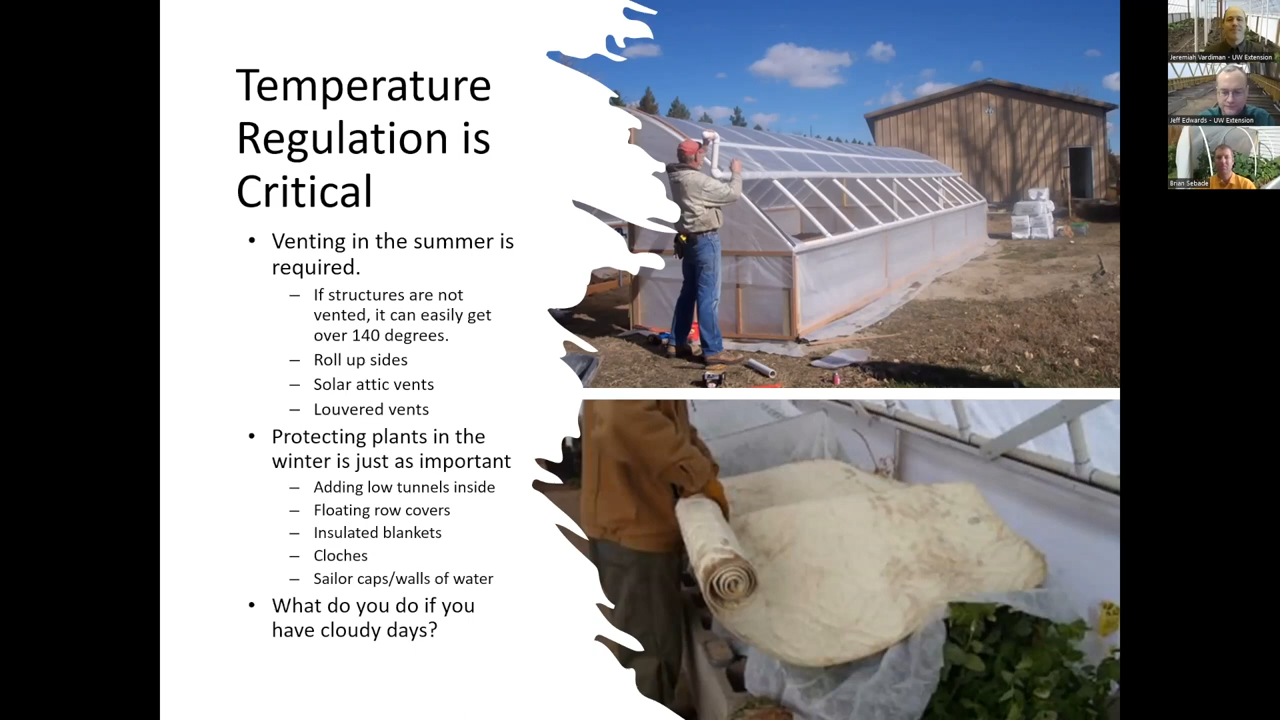 Temperature
Regulation is
Critical
• Venting in the summer is
required.
– If structures are not
vented, it can easily get
over 140 degrees.
– Roll up sides
– Solar attic vents
– Louvered vents
• Protecting plants in the
winter is just as important
– Adding low tunnels inside
– Floating row covers
– Insulated blankets
– Cloches
– Sailor caps/walls of water
• What do you do if you
have cloudy days?
Jeremiah Vardiman - UW Extension
Jeff Edwards - UW Extension
Brian Sebade